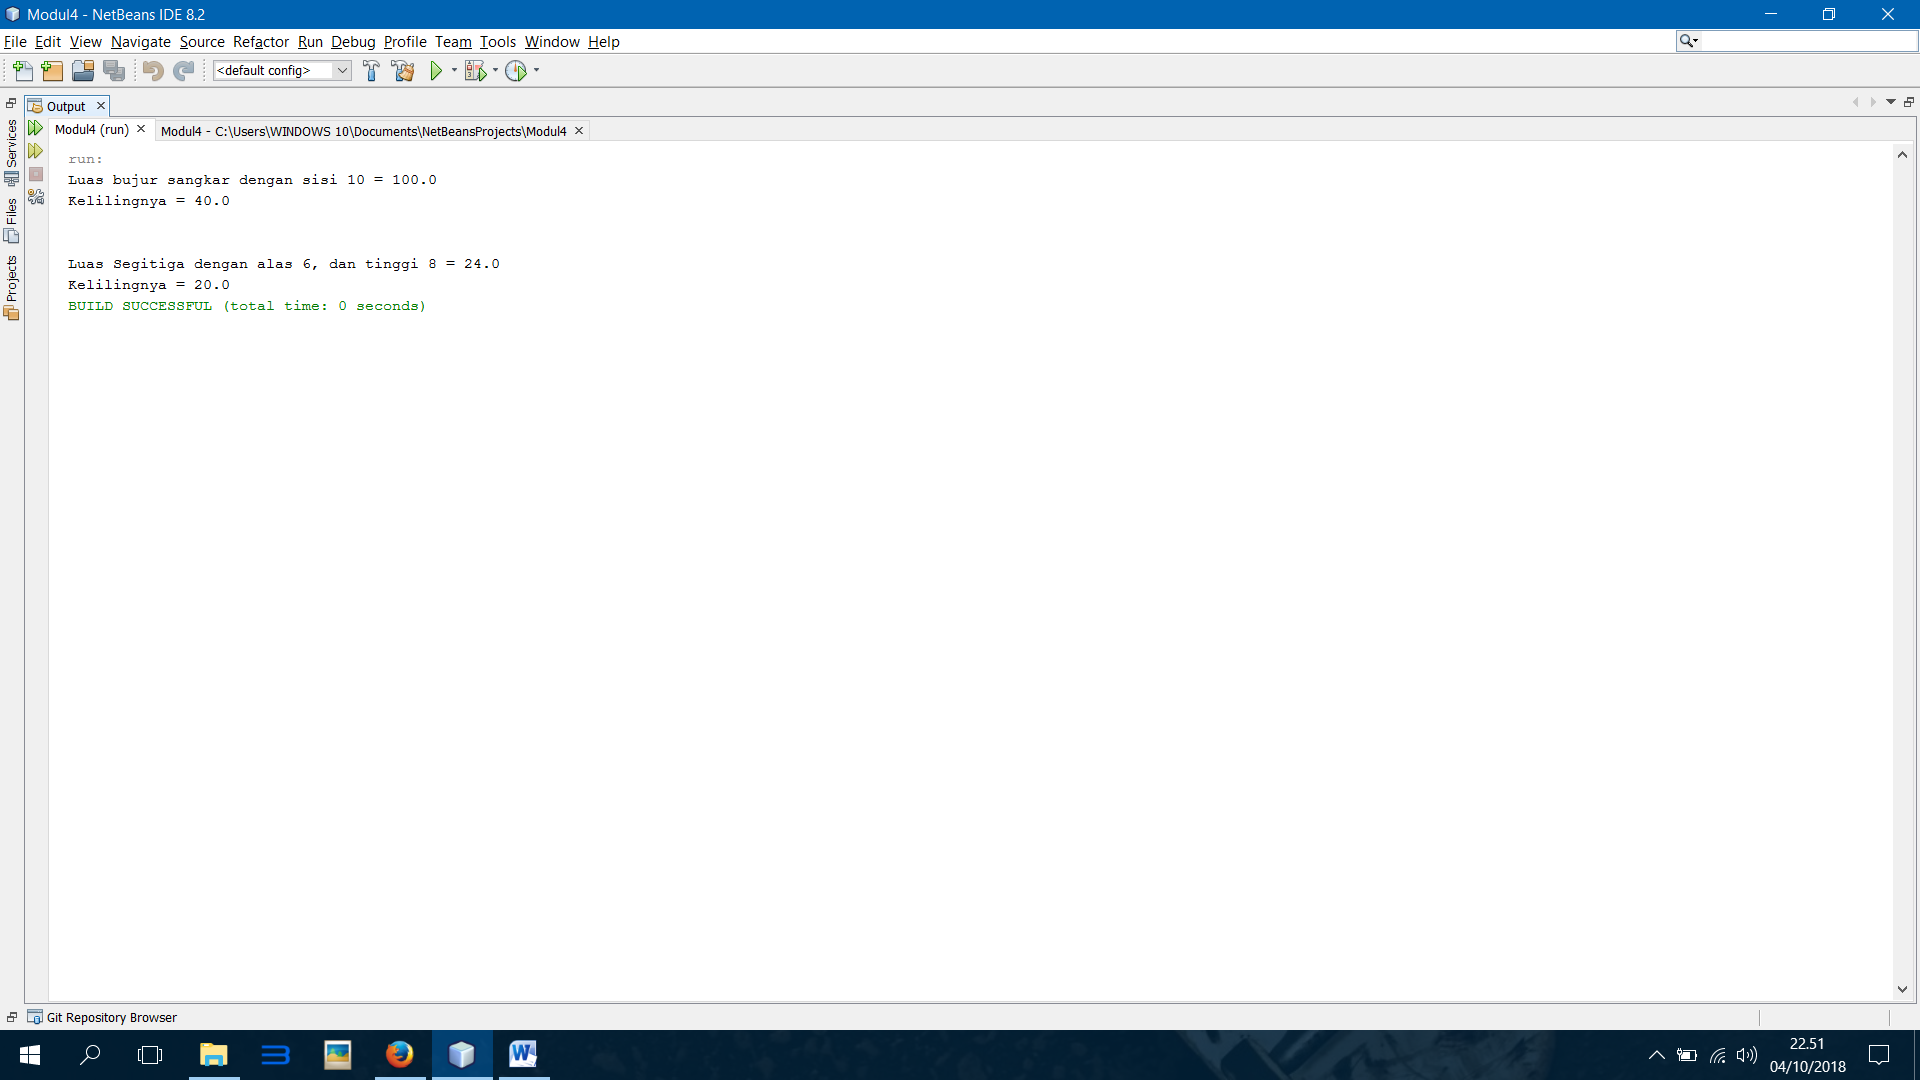 Modul4 - NetBeans IDE 8.2
File Edit View Navigate Source Refactor Run Debug Profile Team Tools Window Help
<default config>
Output
Modul4 (run)
Modul4 - C:\Users\WINDOWS 10\Documents\NetBeansProjects\Modul4
Services
Files
Projects
run:
Luas bujur sangkar dengan sisi 10 = 100.0
Kelilingnya = 40.0
Luas Segitiga dengan alas 6, dan tinggi 8 = 24.0
Kelilingnya = 20.0
BUILD SUCCESSFUL (total time: 0 seconds)
Git Repository Browser
22.51
04/10/2018